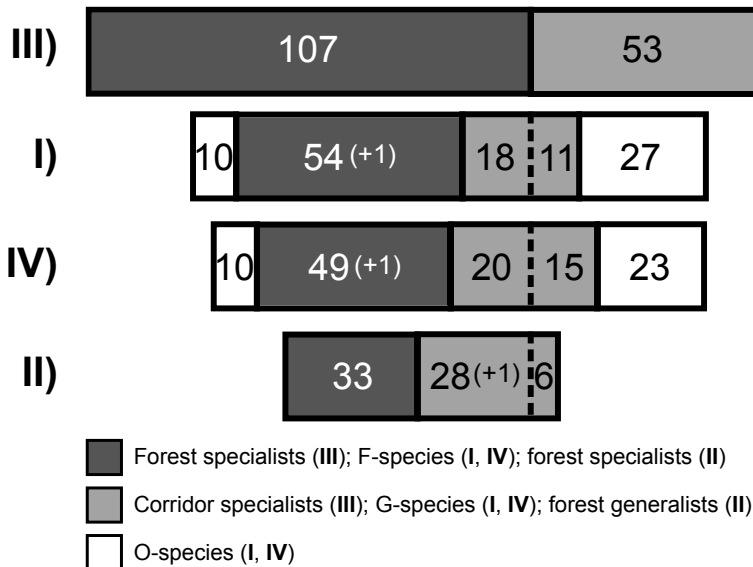 III) 107 53
I) 10 54 (+1) 18 11 27
IV) 10 49 (+1) 20 15 23
II) 33 28 (+1) 6
Forest specialists (III); F-species (I, IV); forest specialists (II)
Corridor specialists (III); G-species (I, IV); forest generalists (II)
O-species (I, IV)